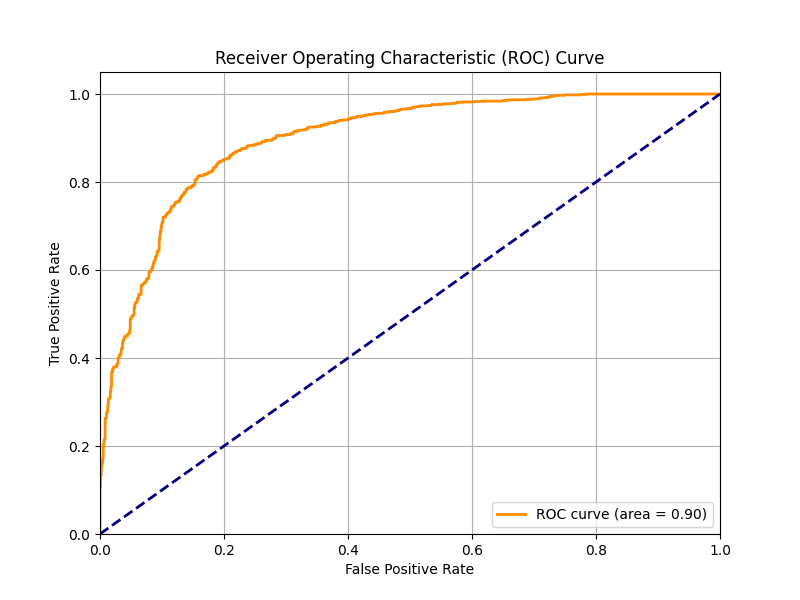 Receiver Operating Characteristic (ROC) Curve
True Positive Rate
1.0
0.8
0.6
0.4
0.2
0.0
ROC curve (area = 0.90)
0.0 0.2 0.4 0.6 0.8 1.0
False Positive Rate